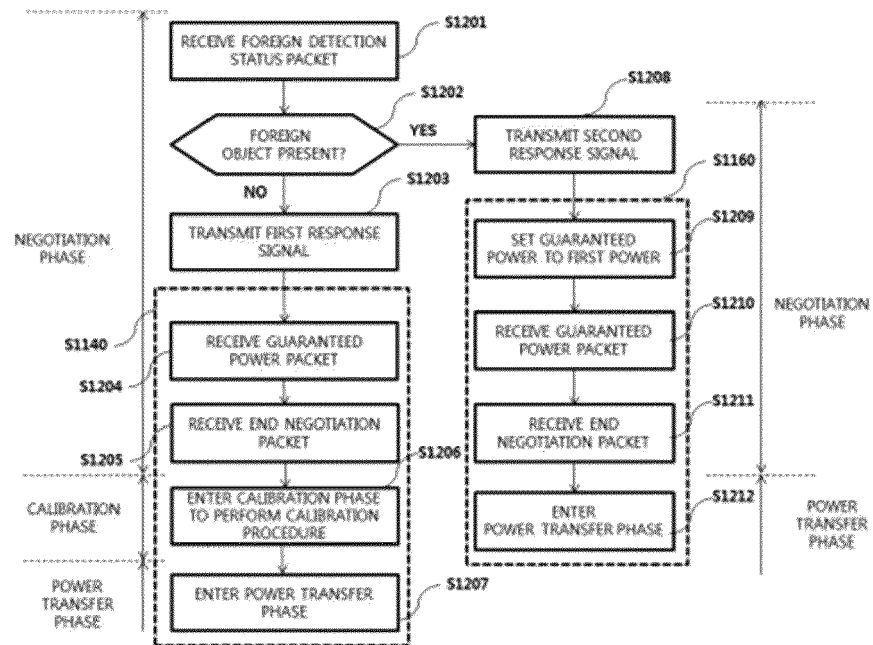 S1201
RECEIVE FOREIGN DETECTION
STATUS PACKET
S1202
FOREIGN
OBJECT PRESENT?
YES
NO
S1203
TRANSMIT FIRST RESPONSE
SIGNAL
NEGOTIATION
PHASE
S1140
RECEIVE GUARANTEED
POWER PACKET
S1204
RECEIVE END NEGOTIATION
PACKET
S1205
S1206
CALIBRATION
PHASE
ENTER CALIBRATION PHASE
TO PERFORM CALIBRATION
PROCEDURE
POWER
TRANSFER
PHASE
ENTER POWER TRANSFER
PHASE
S1207
S1208
TRANSMIT SECOND
RESPONSE SIGNAL
S1160
S1209
SET GUARANTEED
POWER TO FIRST POWER
S1210
RECEIVE GUARANTEED
POWER PACKET
NEGOTIATION
PHASE
S1211
RECEIVE END
NEGOTIATION PACKET
S1212
ENTER
POWER TRANSFER PHASE
POWER
TRANSFER
PHASE